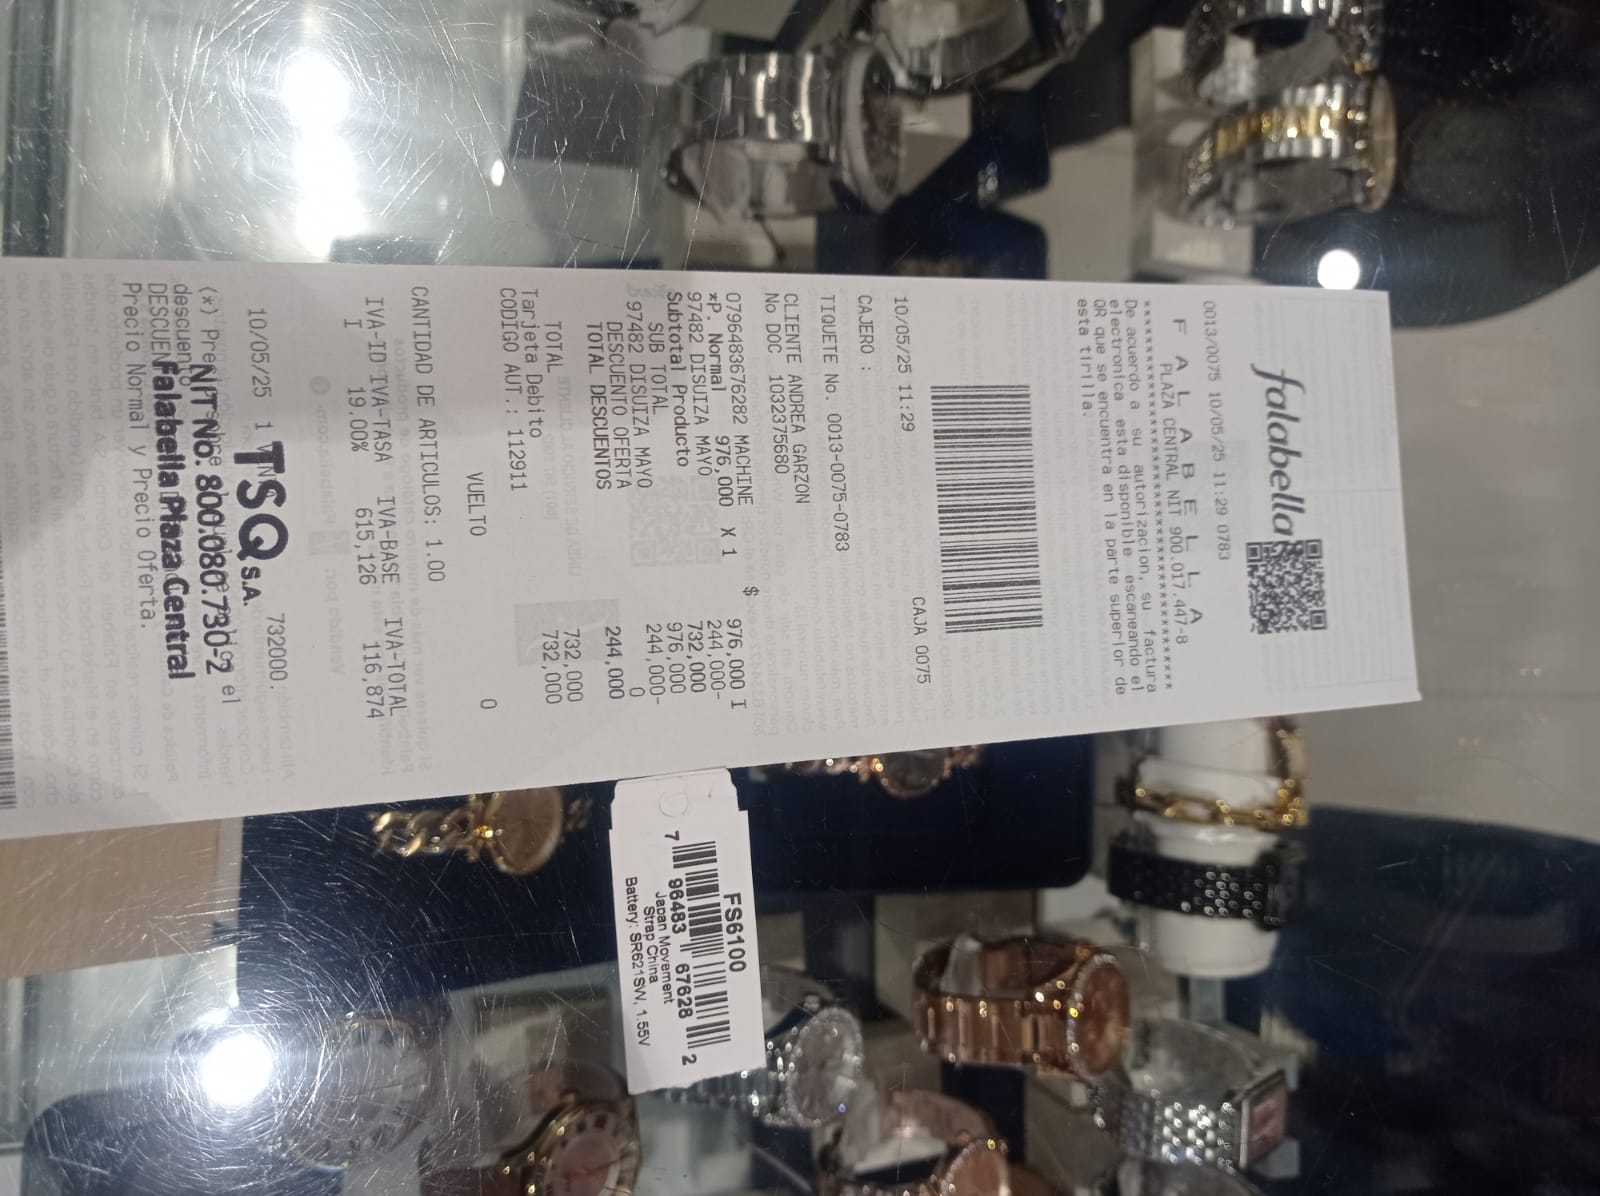 falabella
0013/0075 10/05/25 11:29 0783
F A L A B E L L A
PLAZA CENTRAL NIT 900.017.447-8
De acuerdo a su autorizacion, su factura
electronica esta disponible escaneando el
QR que se encuentra en la parte superior de
esta tirilla.
10/05/25 11:29 CAJA 0075
CAJERO :
TIQUETE No. 0013-0075-0783
CLIENTE ANDREA GARZON
No DOC 1032375680
$
0796483676282 MACHINE 976,000 I
*P. Normal 976,000 X 1 244,000-
97482 DISUIZA MAYO 732,000
Subtotal Producto 976,000
SUB TOTAL 244,000-
97482 DISUIZA MAYO 0
DESCUENTO OFERTA
TOTAL DESCUENTOS 244,000
TOTAL 732,000
Tarjeta Debito 732,000
CODIGO AUT.: 112911
VUELTO 0
CANTIDAD DE ARTICULOS: 1.00
IVA-ID IVA-TASA IVA-BASE IVA-TOTAL
I 19.00% 615,126 116,874
10/05/25 1 732000.
TSQ S.A.
NIT No. 800.080.730-2
Falabella Plaza Central
(*) el
descuento
Precio Normal y Precio Oferta.
FS6100
7 96483 67628 2
Japan Movement
Strap China
Battery: SR621SW, 1.55V